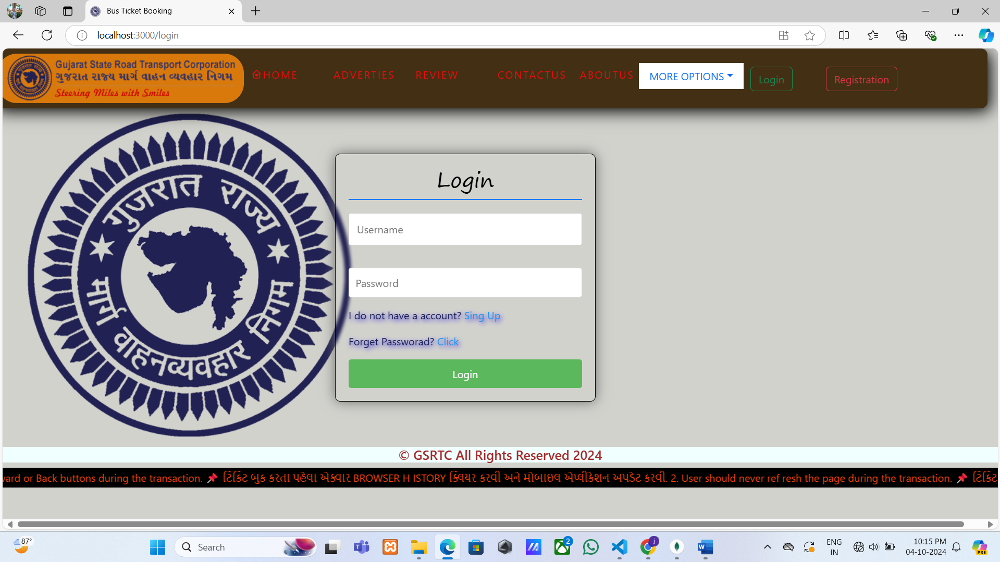 Bus Ticket Booking
localhost:3000/login
Gujarat State Road Transport Corporation
ગુજરાત રાજ્ય માર્ગ વાહન વ્યવહાર નિગમ
Steering Miles with Smiles
HOME
ADVERTIES
REVIEW
CONTACTUS
ABOUTUS
MORE OPTIONS
Login
Registration
गुजरात राज्य
मार्ग वाहनव्यवहार निगम
Login
Username
Password
I do not have a account? Sing Up
Forget Passworad? Click
Login
© GSRTC All Rights Reserved 2024
ward or Back buttons during the transaction. 📌 ટિકિટ બુક કરતા પહેલા એક્વાર BROWSER H ISTORY ક્લિયર કરવી અને મોબાઇલ એપ્લીકેશન અપડેટ કરવી. 2. User should never ref resh the page during the transaction. 📌 ટિકિટ
87°
Search
2
j
ENG
IN
10:15 PM
04-10-2024
PRE